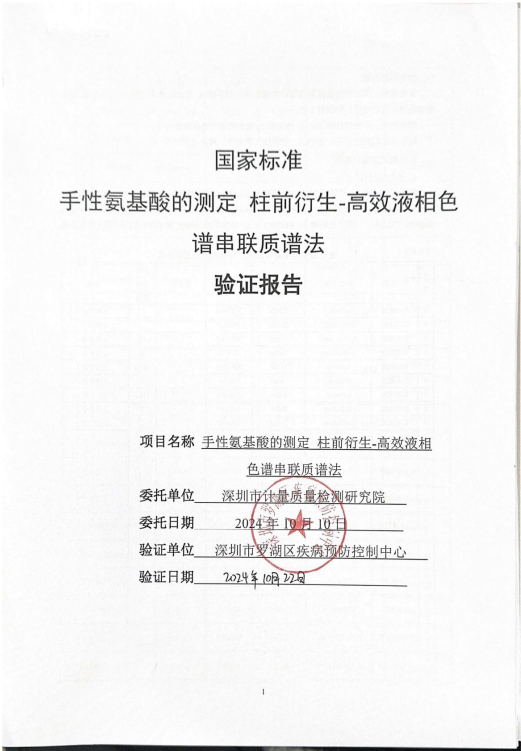 国家标准
手性氨基酸的测定 柱前衍生-高效液相色
谱串联质谱法
验证报告
项目名称 手性氨基酸的测定 柱前衍生-高效液相
色谱串联质谱法
委托单位 深圳市计量质量检测研究院
委托日期 2024 年 10 月 10 日
验证单位 深圳市罗湖区疾病预防控制中心
验证日期 2024年10月22日
1